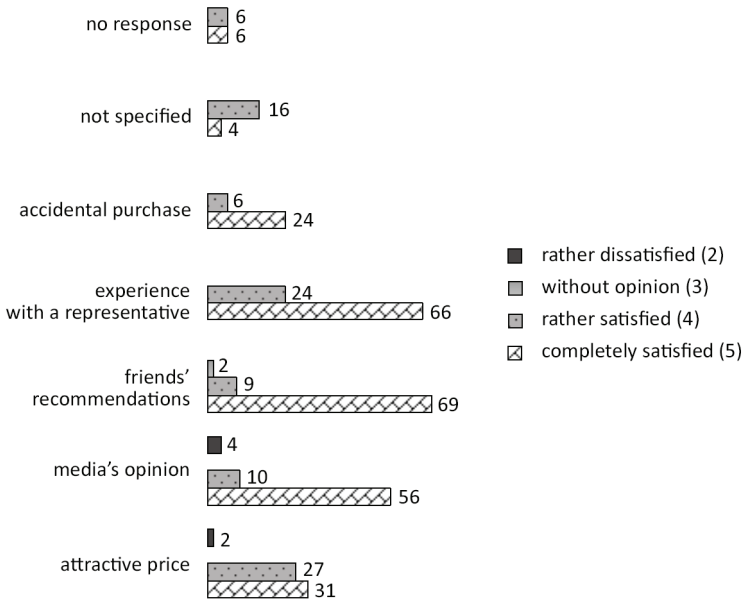 no response
6
6
not specified
16
4
accidental purchase
6
24
experience
with a representative
24
66
friends’
recommendations
2
9
69
media’s opinion
4
10
56
attractive price
2
27
31
rather dissatisfied (2)
without opinion (3)
rather satisfied (4)
completely satisfied (5)